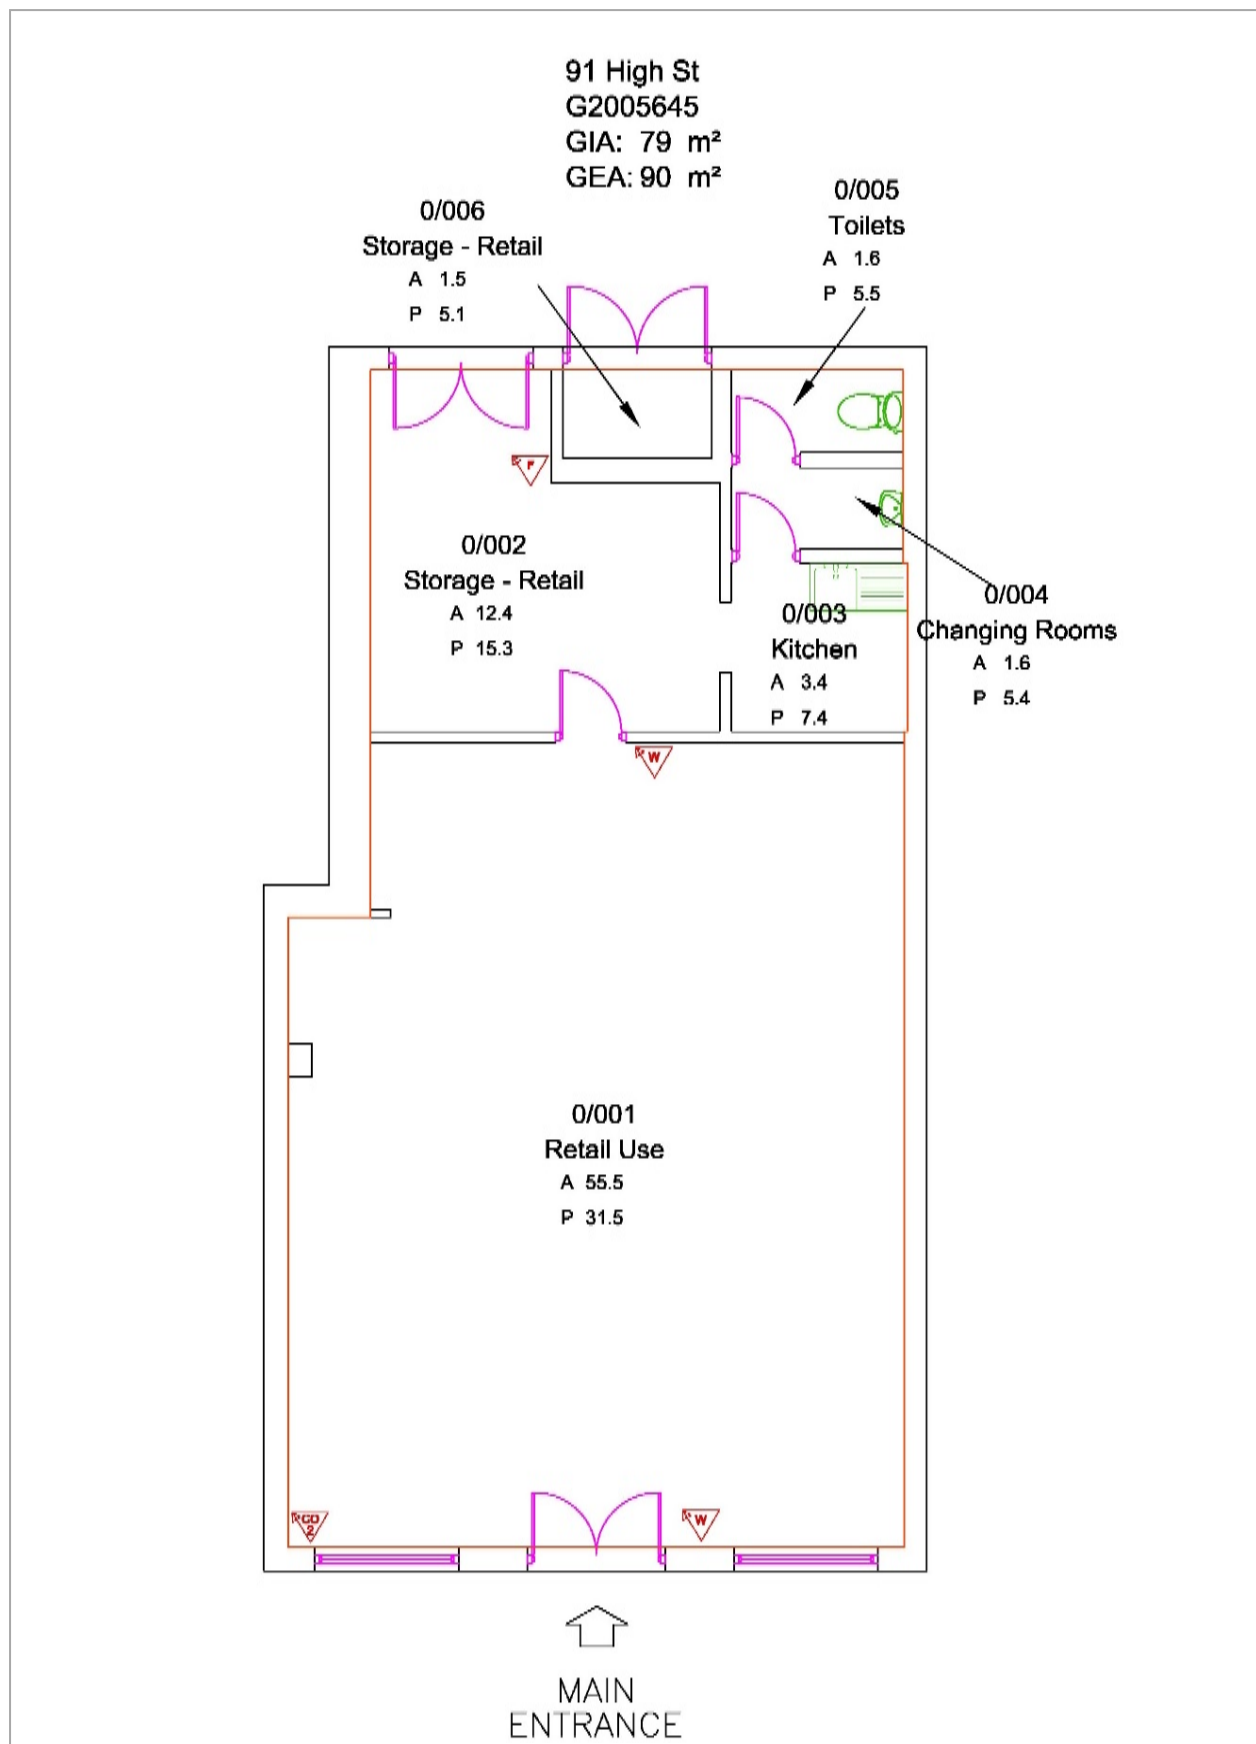 91 High St
G2005645
GIA: 79 m²
GEA: 90 m²
0/005
Toilets
A 1.6
P 5.5
0/006
Storage - Retail
A 1.5
P 5.1
F
0/002
Storage - Retail
A 12.4
P 15.3
0/003
Kitchen
A 3.4
P 7.4
0/004
Changing Rooms
A 1.6
P 5.4
W
0/001
Retail Use
A 55.5
P 31.5
CO
2
W
MAIN
ENTRANCE